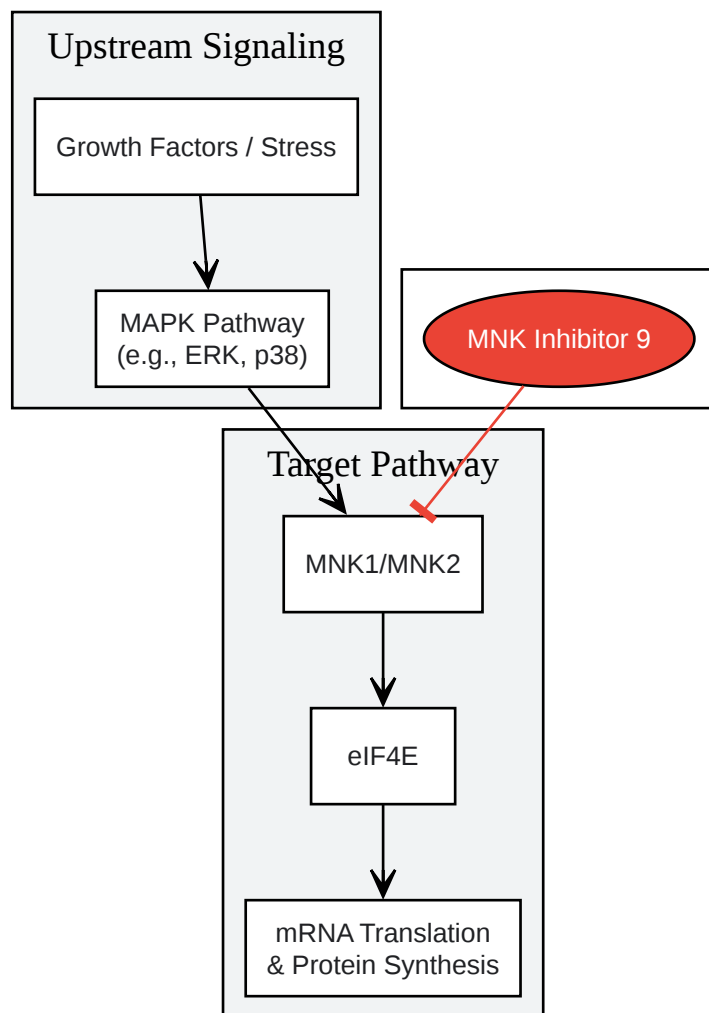 Upstream Signaling
Growth Factors / Stress
MAPK Pathway
(e.g., ERK, p38)
MNK Inhibitor 9
Target Pathway
MNK1/MNK2
eIF4E
mRNA Translation
& Protein Synthesis